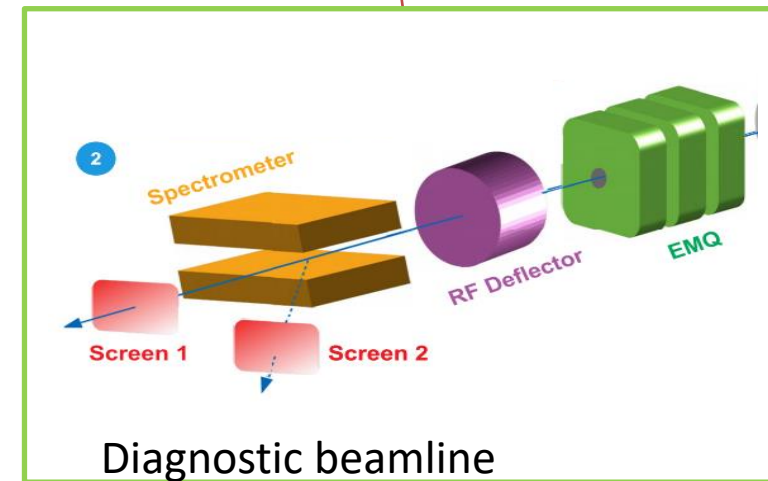 2
Spectrometer
EMQ
RF Deflector
Screen 1
Screen 2
Diagnostic beamline